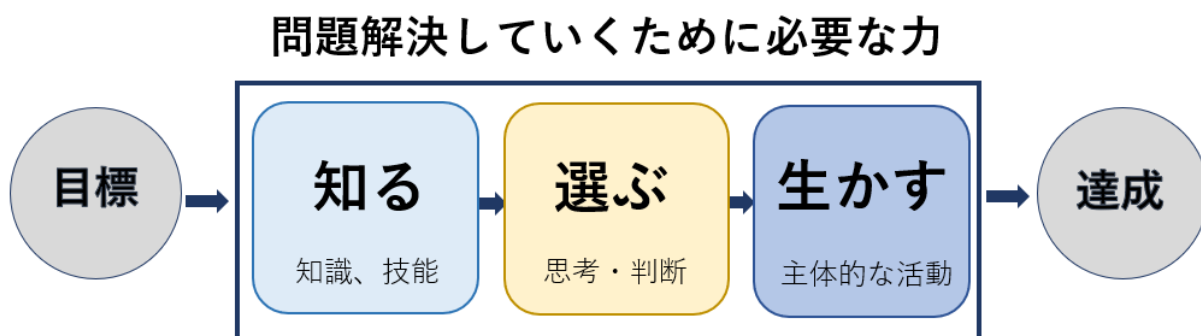 問題解決していくために必要な力
目標
知る
知識、技能
選ぶ
思考・判断
生かす
主体的な活動
達成